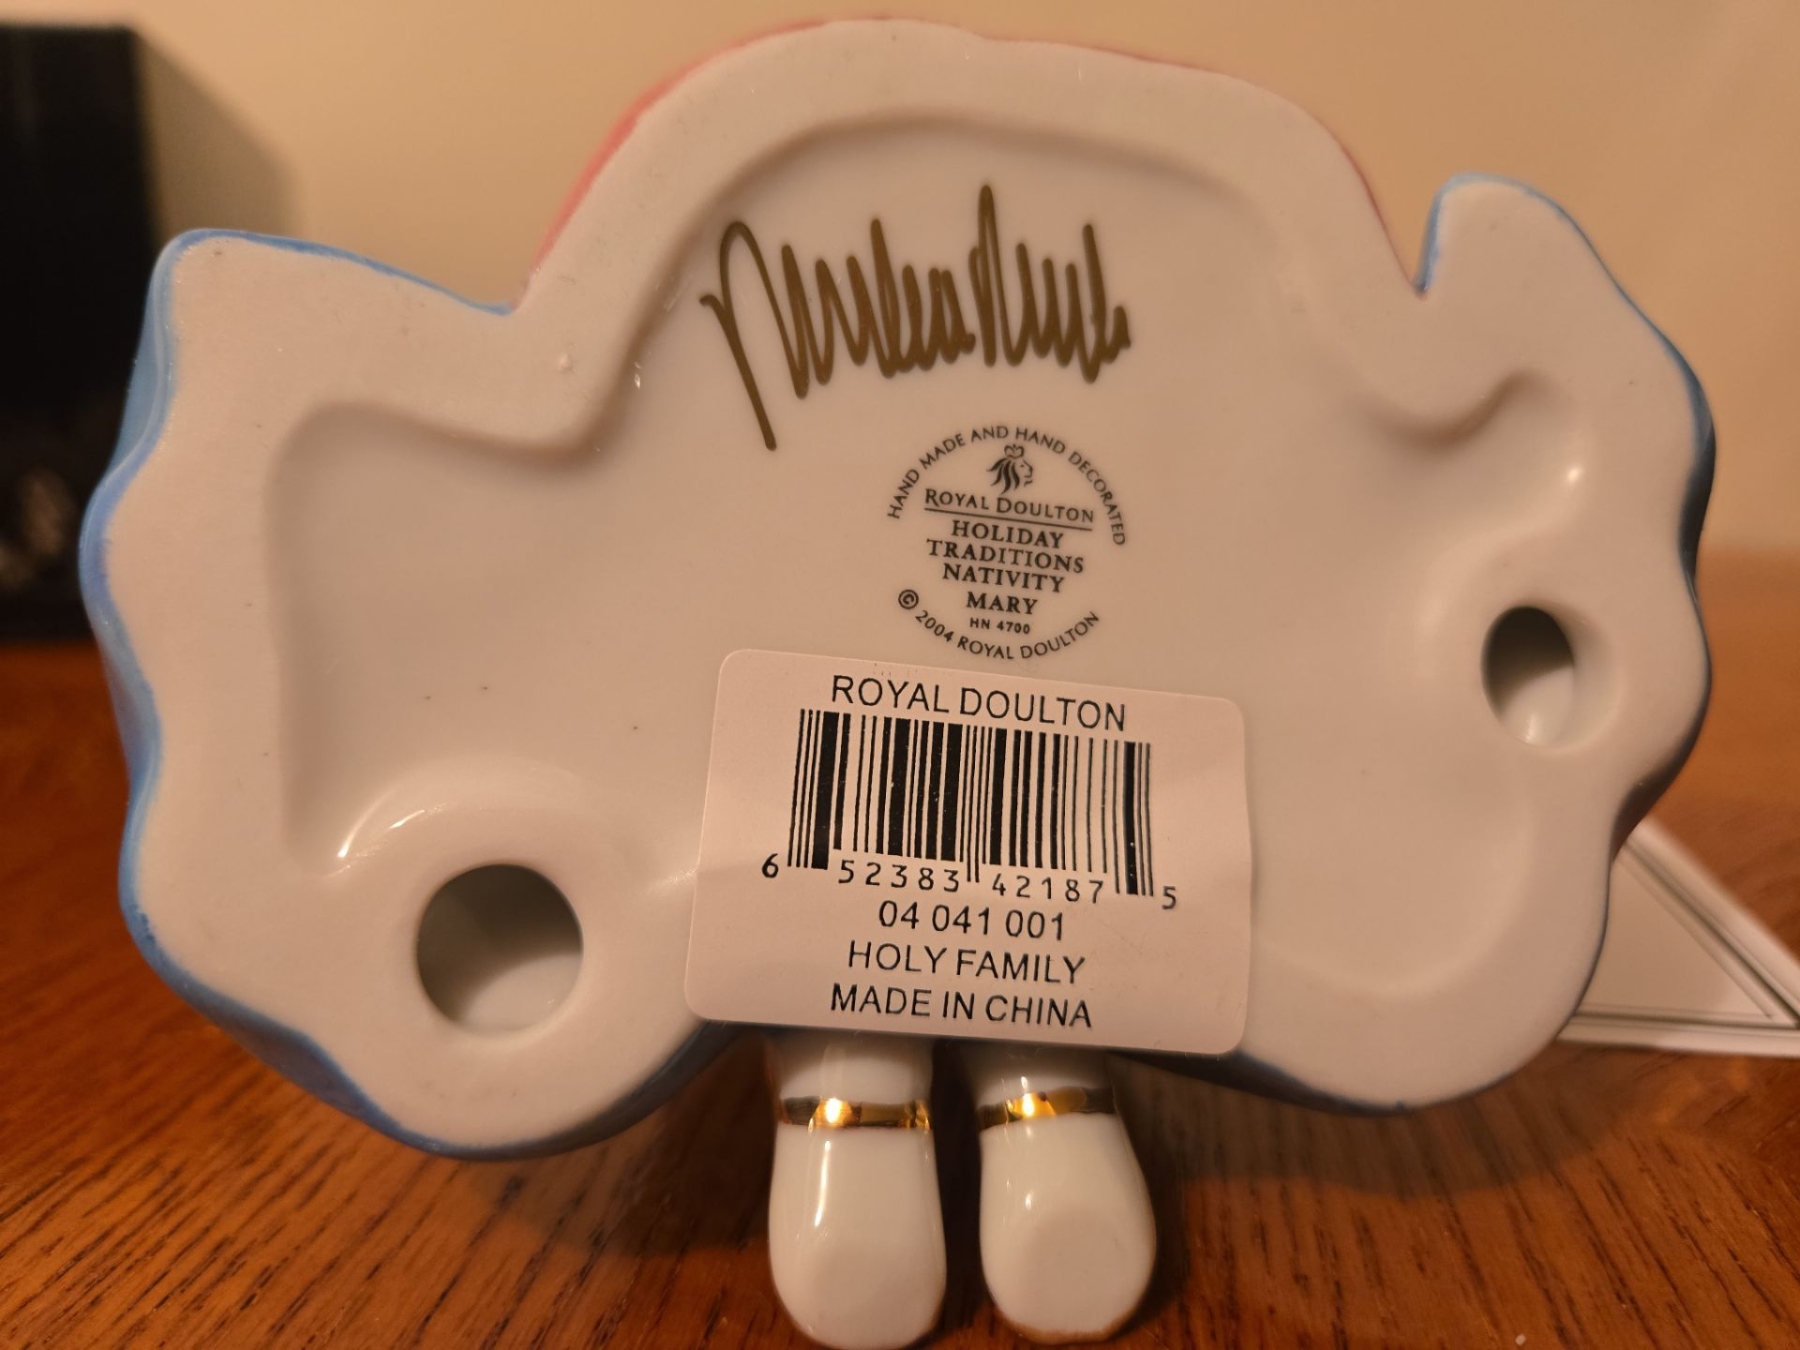 HAND MADE AND HAND DECORATED
ROYAL DOULTON
HOLIDAY
TRADITIONS
NATIVITY
MARY
HN 4700
© 2004 ROYAL DOULTON
ROYAL DOULTON
6 52383 42187 5
04 041 001
HOLY FAMILY
MADE IN CHINA